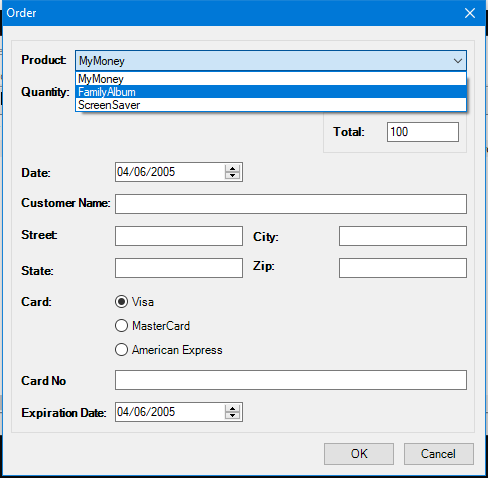 Order
Product: MyMoney
MyMoney
Quantity: FamilyAlbum
ScreenSaver
Total: 100
Date: 04/06/2005
Customer Name:
Street: City:
State: Zip:
Card: Visa
MasterCard
American Express
Card No
Expiration Date: 04/06/2005
OK Cancel